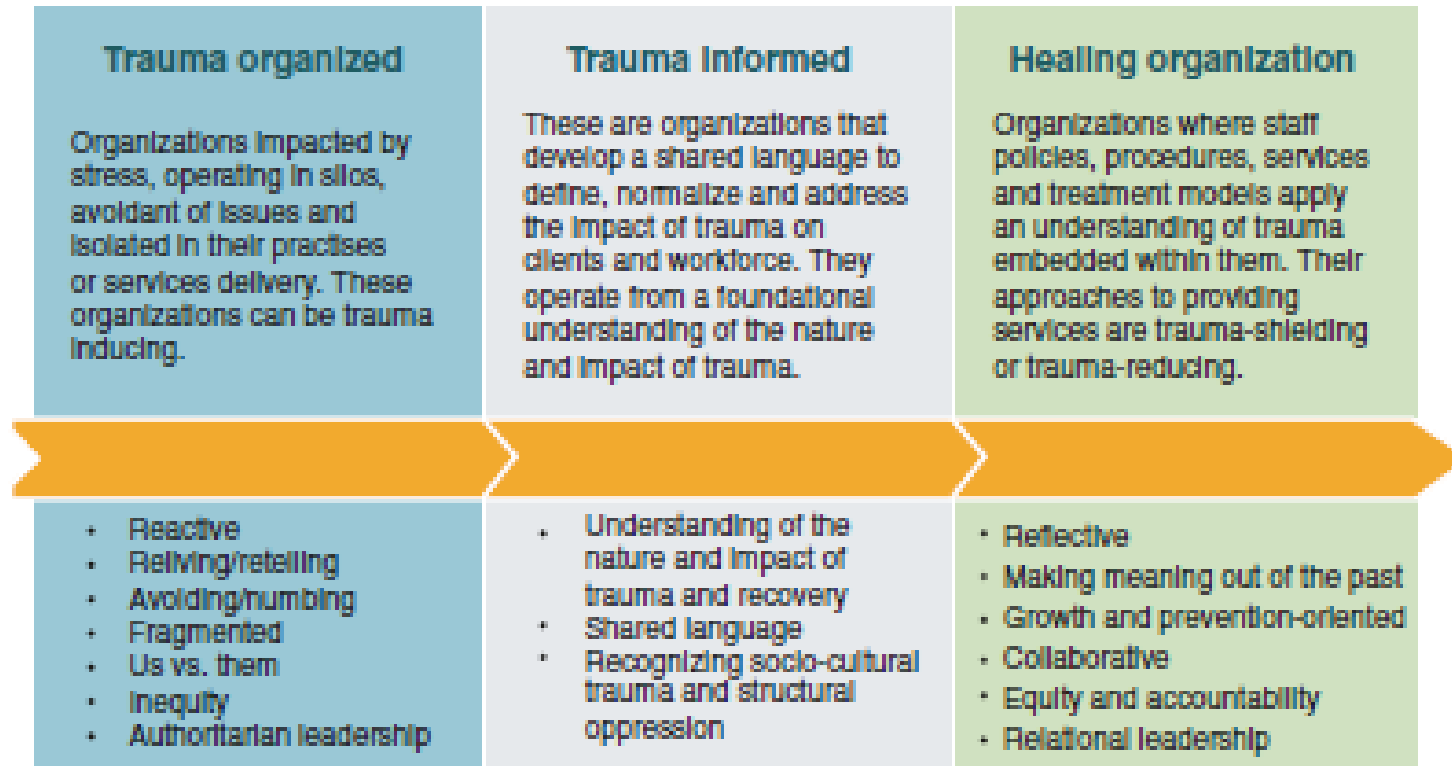 Trauma organized
Organizations impacted by
stress, operating in silos,
avoidant of issues and
isolated in their practises
or services delivery. These
organizations can be trauma
inducing.
Trauma informed
These are organizations that
develop a shared language to
define, normalize and address
the impact of trauma on
clients and workforce. They
operate from a foundational
understanding of the nature
and impact of trauma.
Healing organization
Organizations where staff
policies, procedures, services
and treatment models apply
an understanding of trauma
embedded within them. Their
approaches to providing
services are trauma-shielding
or trauma-reducing.
• Reactive
• Reliving/retelling
• Avoiding/numbing
• Fragmented
• Us vs. them
• Inequity
• Authoritarian leadership
• Understanding of the
nature and impact of
trauma and recovery
• Shared language
• Recognizing socio-cultural
trauma and structural
oppression
• Reflective
• Making meaning out of the past
• Growth and prevention-oriented
• Collaborative
• Equity and accountability
• Relational leadership